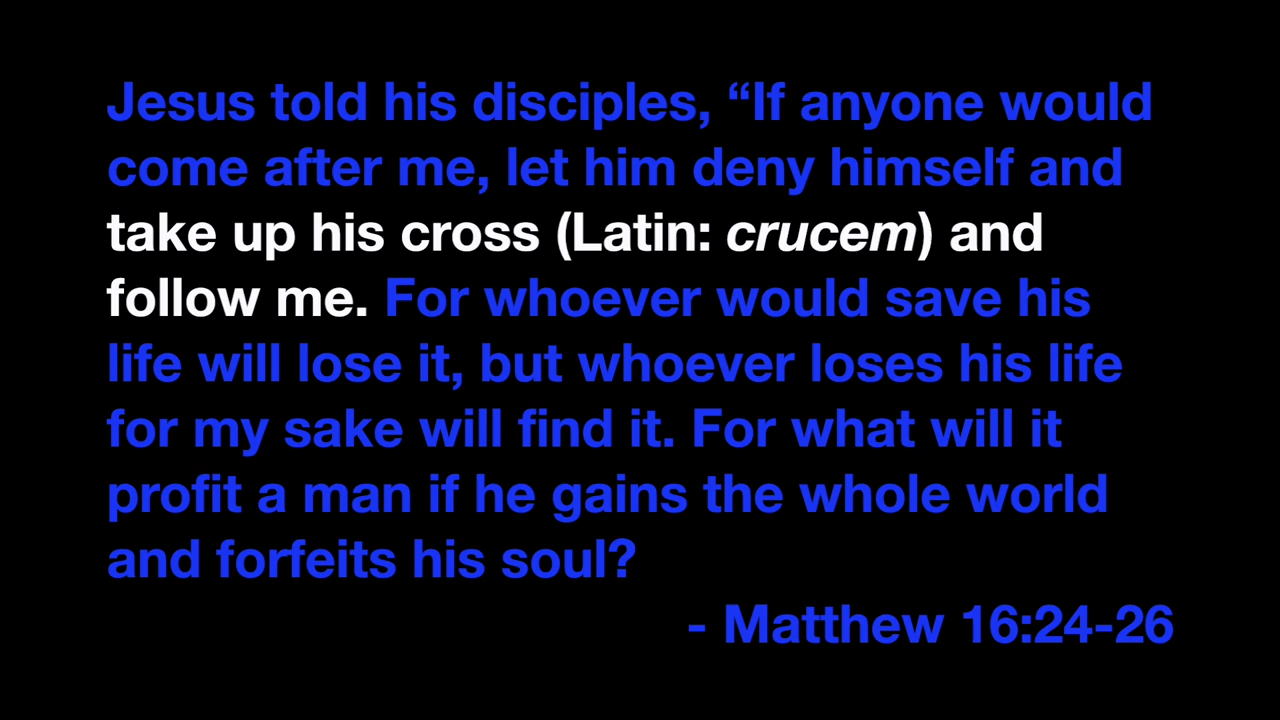 Jesus told his disciples, “If anyone would
come after me, let him deny himself and
take up his cross (Latin: crucem) and
follow me. For whoever would save his
life will lose it, but whoever loses his life
for my sake will find it. For what will it
profit a man if he gains the whole world
and forfeits his soul?
- Matthew 16:24-26